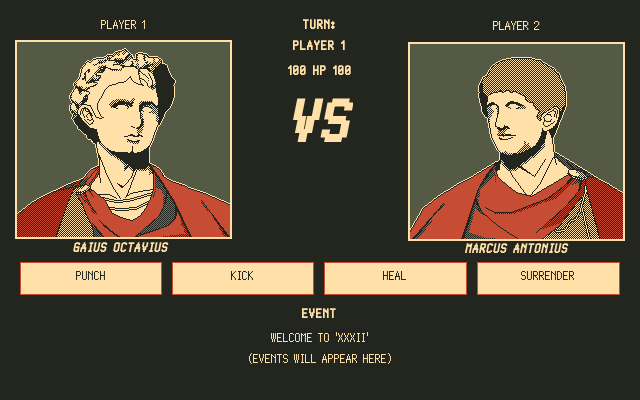 PLAYER 1
TURN:
PLAYER 1
100 HP 100
VS
PLAYER 2
GAIUS OCTAVIUS
MARCUS ANTONIUS
PUNCH
KICK
HEAL
SURRENDER
EVENT
WELCOME TO 'XXXII'
(EVENTS WILL APPEAR HERE)